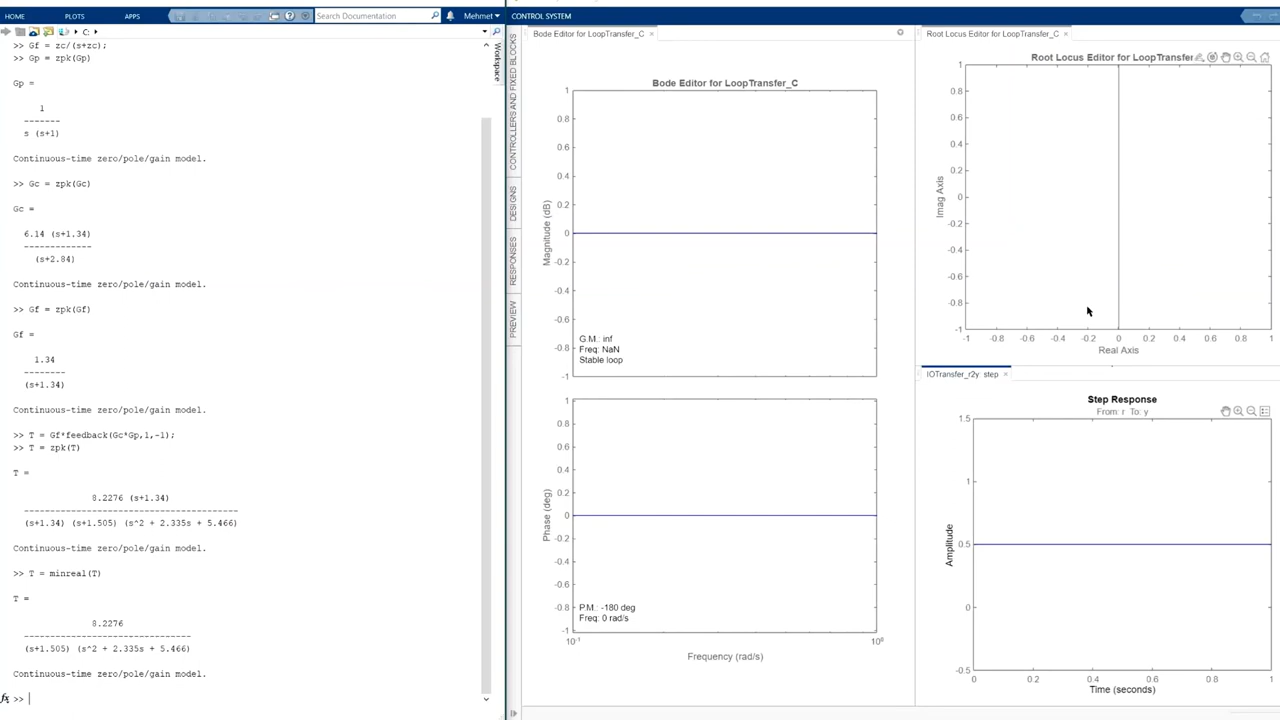 HOME PLOTS APPS Search Documentation Mehmet
C:
>> Gf = zc/(s+zc);
>> Gp = zpk(Gp)
Gp =
1
-------
s (s+1)
Continuous-time zero/pole/gain model.
>> Gc = zpk(Gc)
Gc =
6.14 (s+1.34)
-------------
(s+2.84)
Continuous-time zero/pole/gain model.
>> Gf = zpk(Gf)
Gf =
1.34
--------
(s+1.34)
Continuous-time zero/pole/gain model.
>> T = Gf*feedback(Gc*Gp,1,-1);
>> T = zpk(T)
T =
8.2276 (s+1.34)
-----------------------------------------
(s+1.34) (s+1.505) (s^2 + 2.335s + 5.466)
Continuous-time zero/pole/gain model.
>> T = minreal(T)
T =
8.2276
--------------------------------
(s+1.505) (s^2 + 2.335s + 5.466)
Continuous-time zero/pole/gain model.
fx >>
Workspace
CONTROL SYSTEM
CONTROLLERS AND FIXED BLOCKS
DESIGNS
RESPONSES
PREVIEW
Bode Editor for LoopTransfer_C ×
Bode Editor for LoopTransfer_C
Magnitude (dB)
1
0.8
0.6
0.4
0.2
0
-0.2
-0.4
-0.6
-0.8
-1
G.M.: inf
Freq: NaN
Stable loop
Phase (deg)
1
0.8
0.6
0.4
0.2
0
-0.2
-0.4
-0.6
-0.8
-1
P.M.: -180 deg
Freq: 0 rad/s
10^-1 10^0
Frequency (rad/s)
Root Locus Editor for LoopTransfer_C ×
Root Locus Editor for LoopTransfer
Imag Axis
1
0.8
0.6
0.4
0.2
0
-0.2
-0.4
-0.6
-0.8
-1
-1 -0.8 -0.6 -0.4 -0.2 0 0.2 0.4 0.6 0.8 1
Real Axis
IOTransfer_r2y: step ×
Step Response
From: r To: y
Amplitude
1.5
1
0.5
0
-0.5
0 0.2 0.4 0.6 0.8 1
Time (seconds)